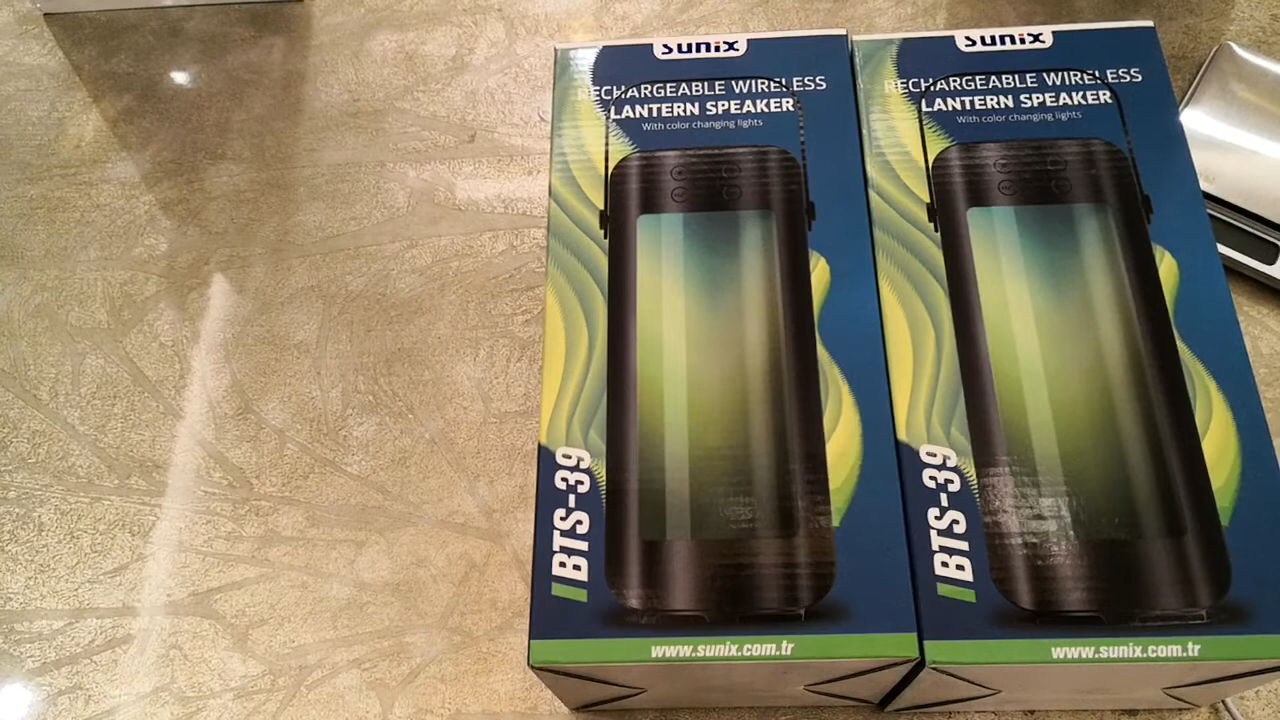 sunix
RECHARGEABLE WIRELESS
LANTERN SPEAKER
With color changing lights
BTS-39
www.sunix.com.tr
sunix
RECHARGEABLE WIRELESS
LANTERN SPEAKER
With color changing lights
BTS-39
www.sunix.com.tr